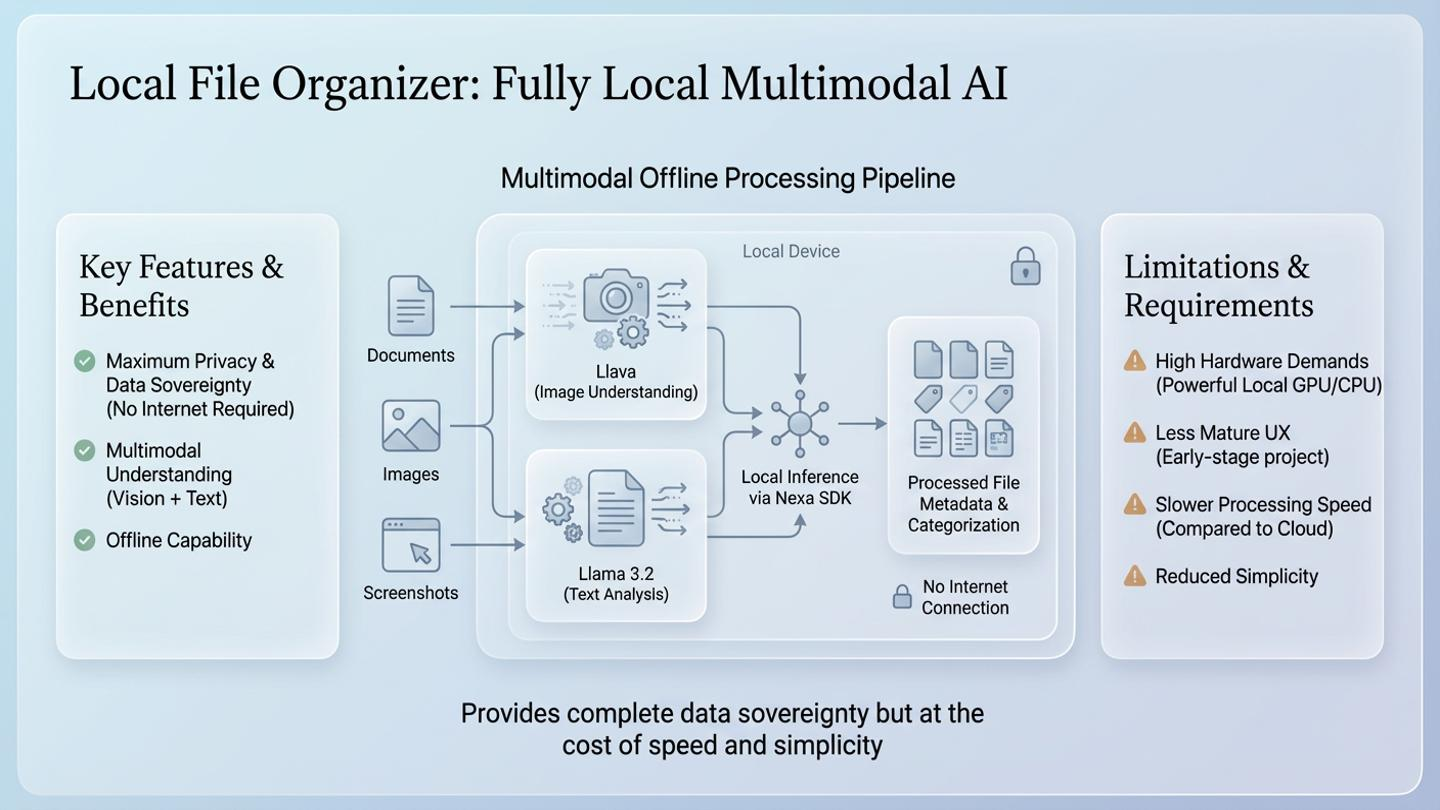 Local File Organizer: Fully Local Multimodal AI
Multimodal Offline Processing Pipeline
Key Features &
Benefits
Maximum Privacy &
Data Sovereignty
(No Internet Required)
Multimodal
Understanding
(Vision + Text)
Offline Capability
Documents
Images
Screenshots
Local Device
Llava
(Image Understanding)
Llama 3.2
(Text Analysis)
Local Inference
via Nexa SDK
Processed File
Metadata &
Categorization
No Internet
Connection
Limitations &
Requirements
High Hardware Demands
(Powerful Local GPU/CPU)
Less Mature UX
(Early-stage project)
Slower Processing Speed
(Compared to Cloud)
Reduced Simplicity
Provides complete data sovereignty but at the
cost of speed and simplicity